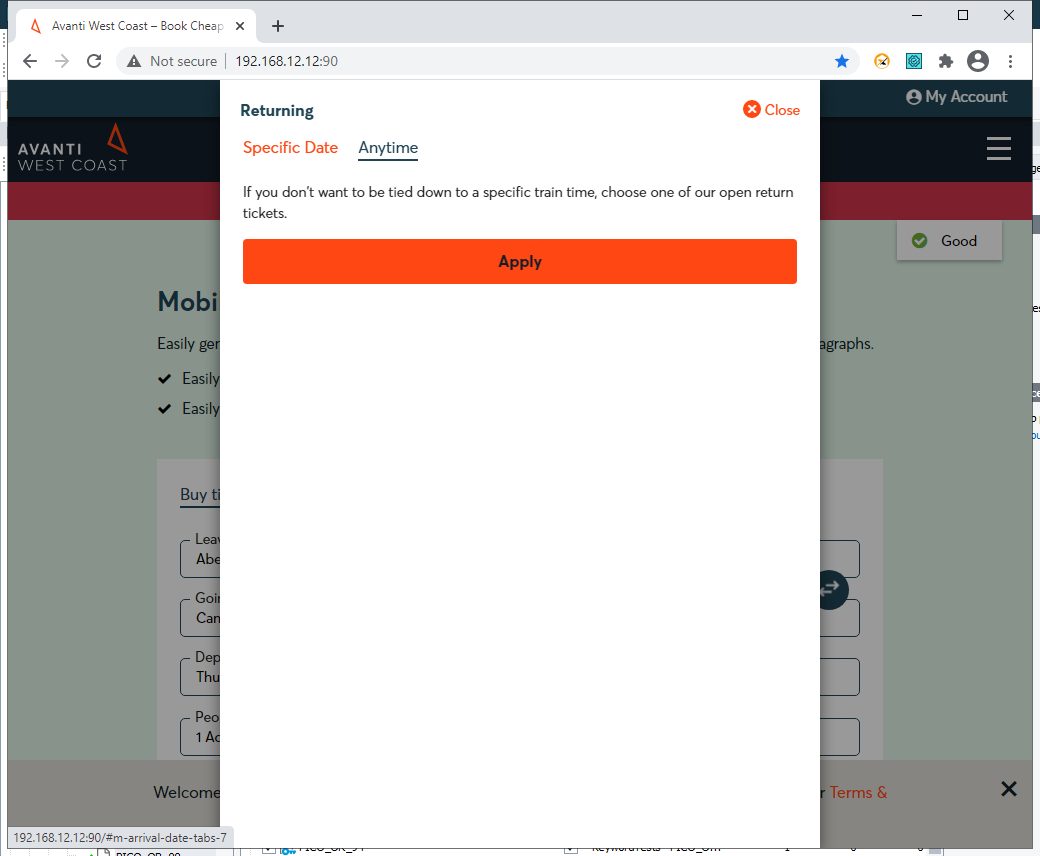 Avanti West Coast – Book Cheap
Not secure
192.168.12.12:90
My Account
Returning
Close
AVANTI
WEST COAST
Specific Date
Anytime
If you don't want to be tied down to a specific train time, choose one of our open return
tickets.
Good
Apply
Mobi
Easily ger
agraphs.
Easily
Easily
Buy ti
Leav
Abe
Goin
Can
Dep
Thu
Peo
1 Ad
Welcome
r Terms &
192.168.12.12:90/#m-arrival-date-tabs-7